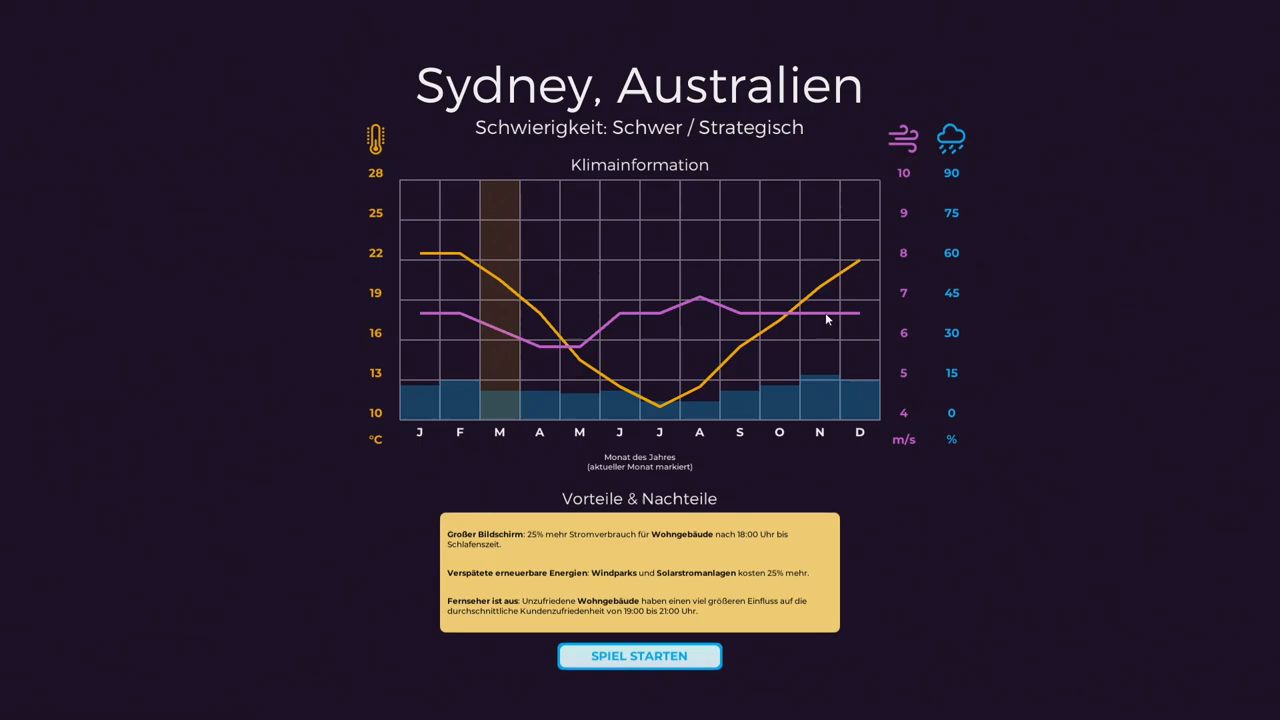 Sydney, Australien
Schwierigkeit: Schwer / Strategisch
Klimainformation
28 10 90
25 9 75
22 8 60
19 7 45
16 6 30
13 5 15
10 4 0
J F M A M J J A S O N D
°C m/s %
Monat des Jahres
(aktueller Monat markiert)
Vorteile & Nachteile
Großer Bildschirm: 25% mehr Stromverbrauch für Wohngebäude nach 18:00 Uhr bis
Schlafenszeit.
Verspätete erneuerbare Energien: Windparks und Solarstromanlagen kosten 25% mehr.
Fernseher ist aus: Unzufriedene Wohngebäude haben einen viel größeren Einfluss auf die
durchschnittliche Kundenzufriedenheit von 19:00 bis 21:00 Uhr.
SPIEL STARTEN